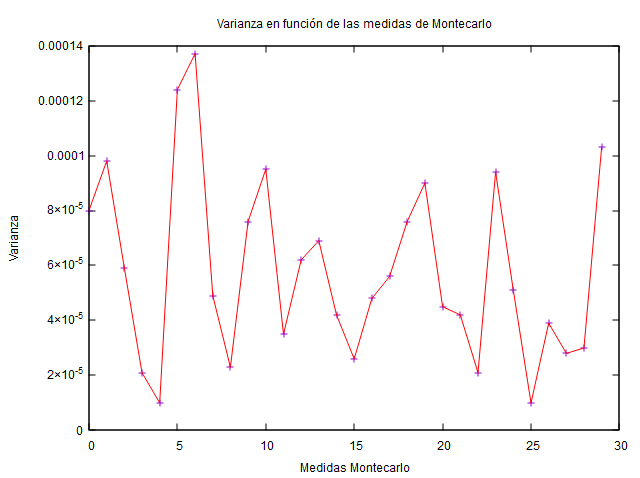 Varianza en función de las medidas de Montecarlo
0.00014
0.00012
0.0001
8×10⁻⁵
6×10⁻⁵
4×10⁻⁵
2×10⁻⁵
0
Varianza
0 5 10 15 20 25 30
Medidas Montecarlo